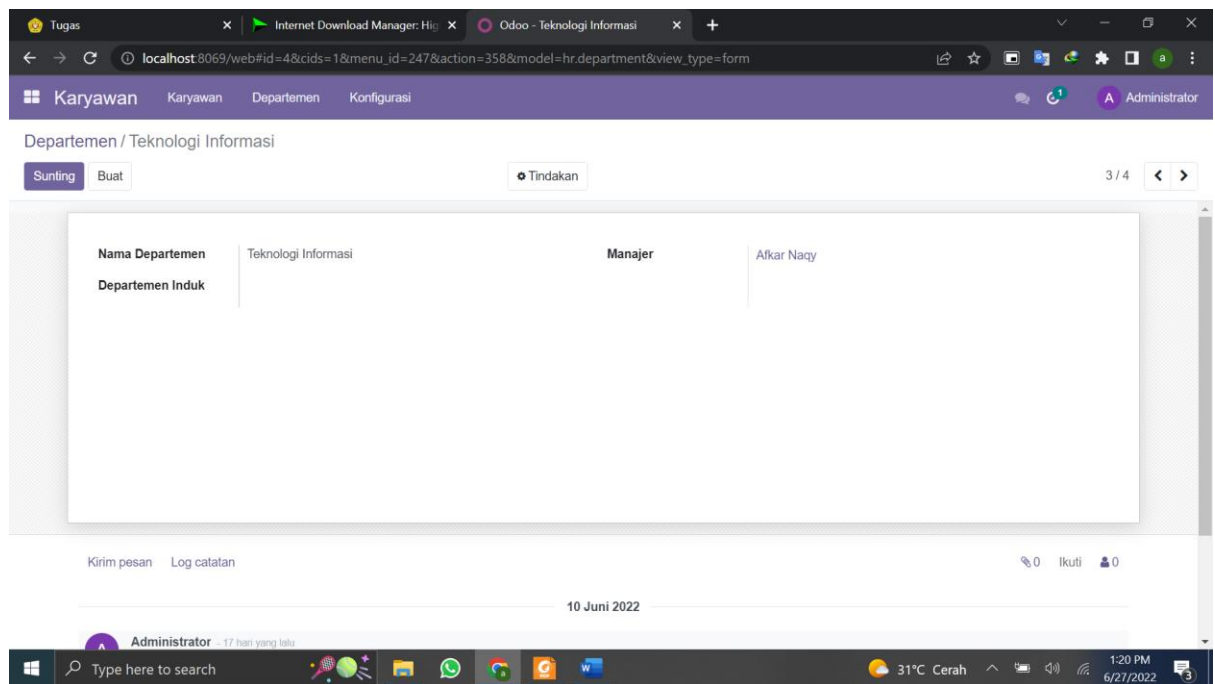 Tugas
Internet Download Manager: Hig
Odoo - Teknologi Informasi
localhost:8069/web#id=4&cids=1&menu_id=247&action=358&model=hr.department&view_type=form
a
Karyawan Karyawan Departemen Konfigurasi 1 A Administrator
Departemen / Teknologi Informasi
Sunting Buat Tindakan 3 / 4
Nama Departemen Teknologi Informasi Manajer Afkar Naqy
Departemen Induk
Kirim pesan Log catatan 0 Ikuti 0
10 Juni 2022
A Administrator - 17 hari yang lalu
Type here to search 31°C Cerah 1:20 PM
6/27/2022 3